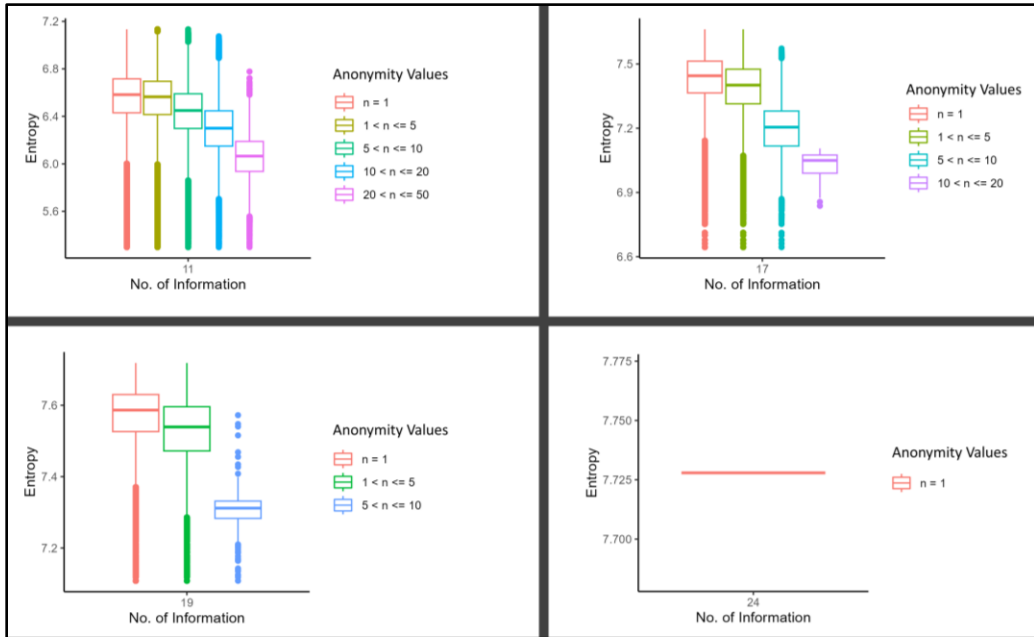 7.2
6.8
6.4
6.0
5.6
Entropy
11
No. of Information
Anonymity Values
n = 1
1 < n <= 5
5 < n <= 10
10 < n <= 20
20 < n <= 50
7.5
7.2
6.9
6.6
Entropy
17
No. of Information
Anonymity Values
n = 1
1 < n <= 5
5 < n <= 10
10 < n <= 20
7.6
7.4
7.2
Entropy
19
No. of Information
Anonymity Values
n = 1
1 < n <= 5
5 < n <= 10
7.775
7.750
7.725
7.700
Entropy
24
No. of Information
Anonymity Values
n = 1